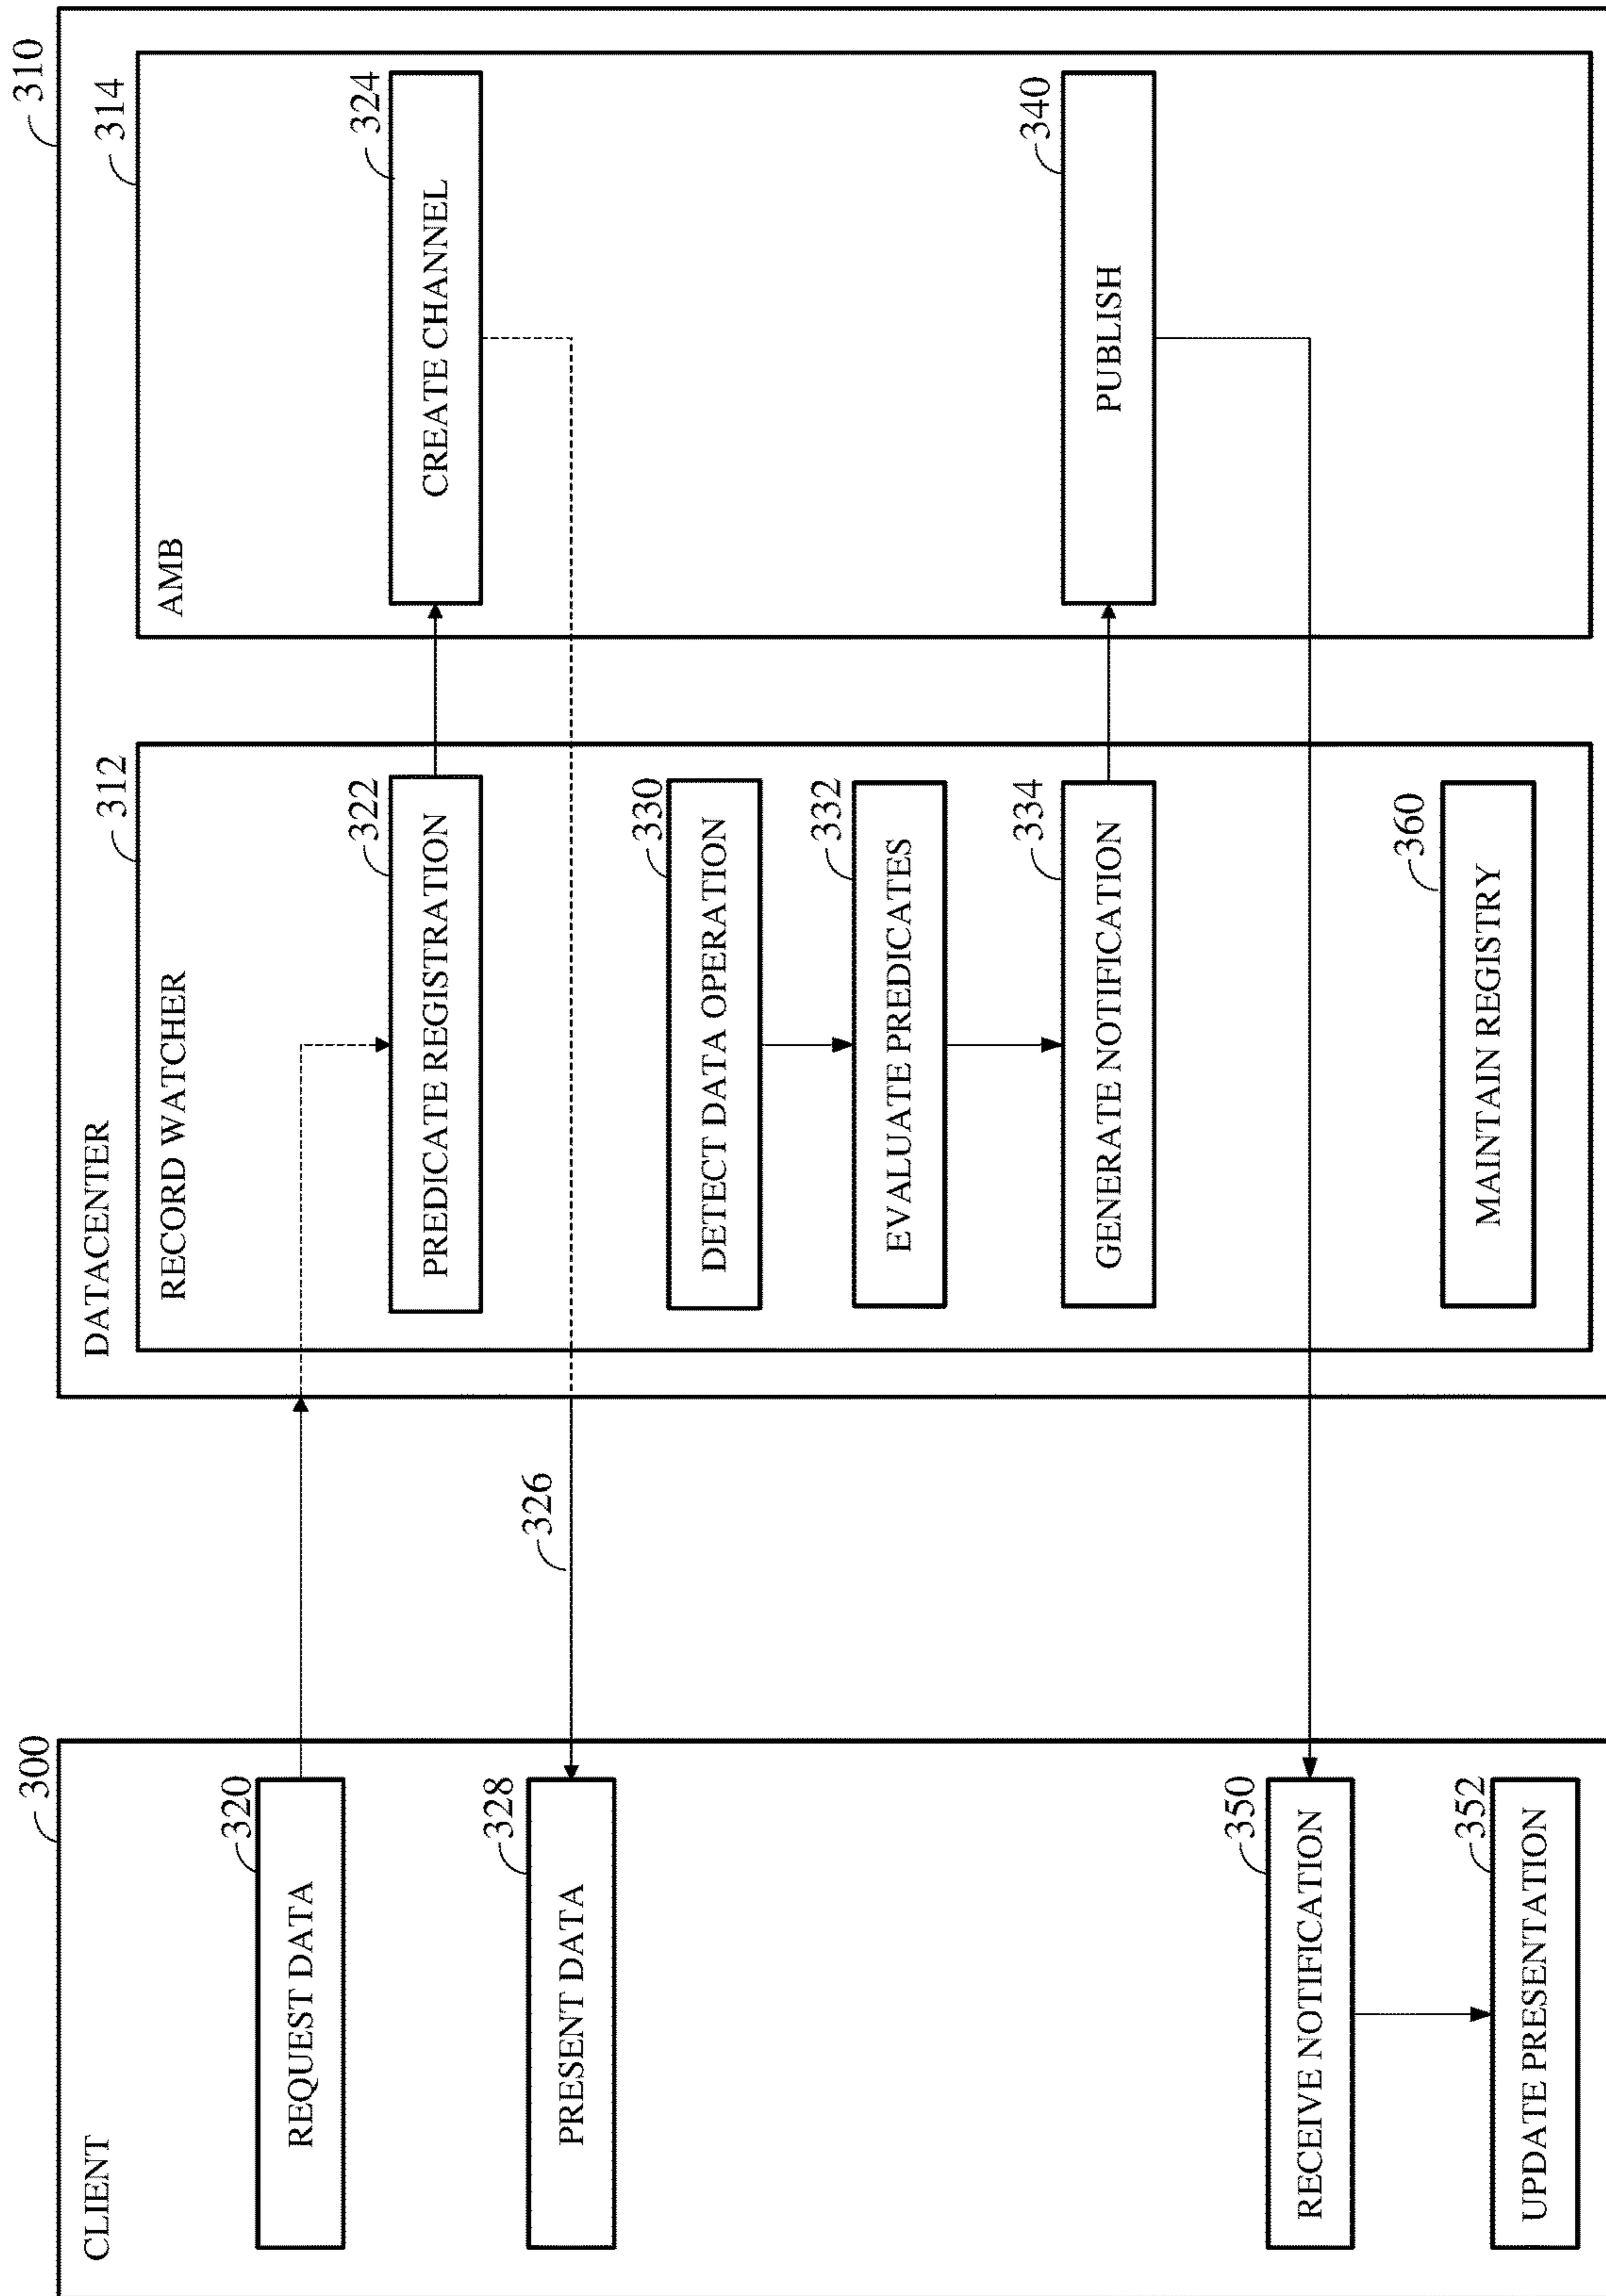 CLIENT
300
REQUEST DATA
320
PRESENT DATA
328
RECEIVE NOTIFICATION
350
UPDATE PRESENTATION
352
326
DATACENTER
310
RECORD WATCHER
312
PREDICATE REGISTRATION
322
DETECT DATA OPERATION
330
EVALUATE PREDICATES
332
GENERATE NOTIFICATION
334
MAINTAIN REGISTRY
360
AMB
314
CREATE CHANNEL
324
PUBLISH
340